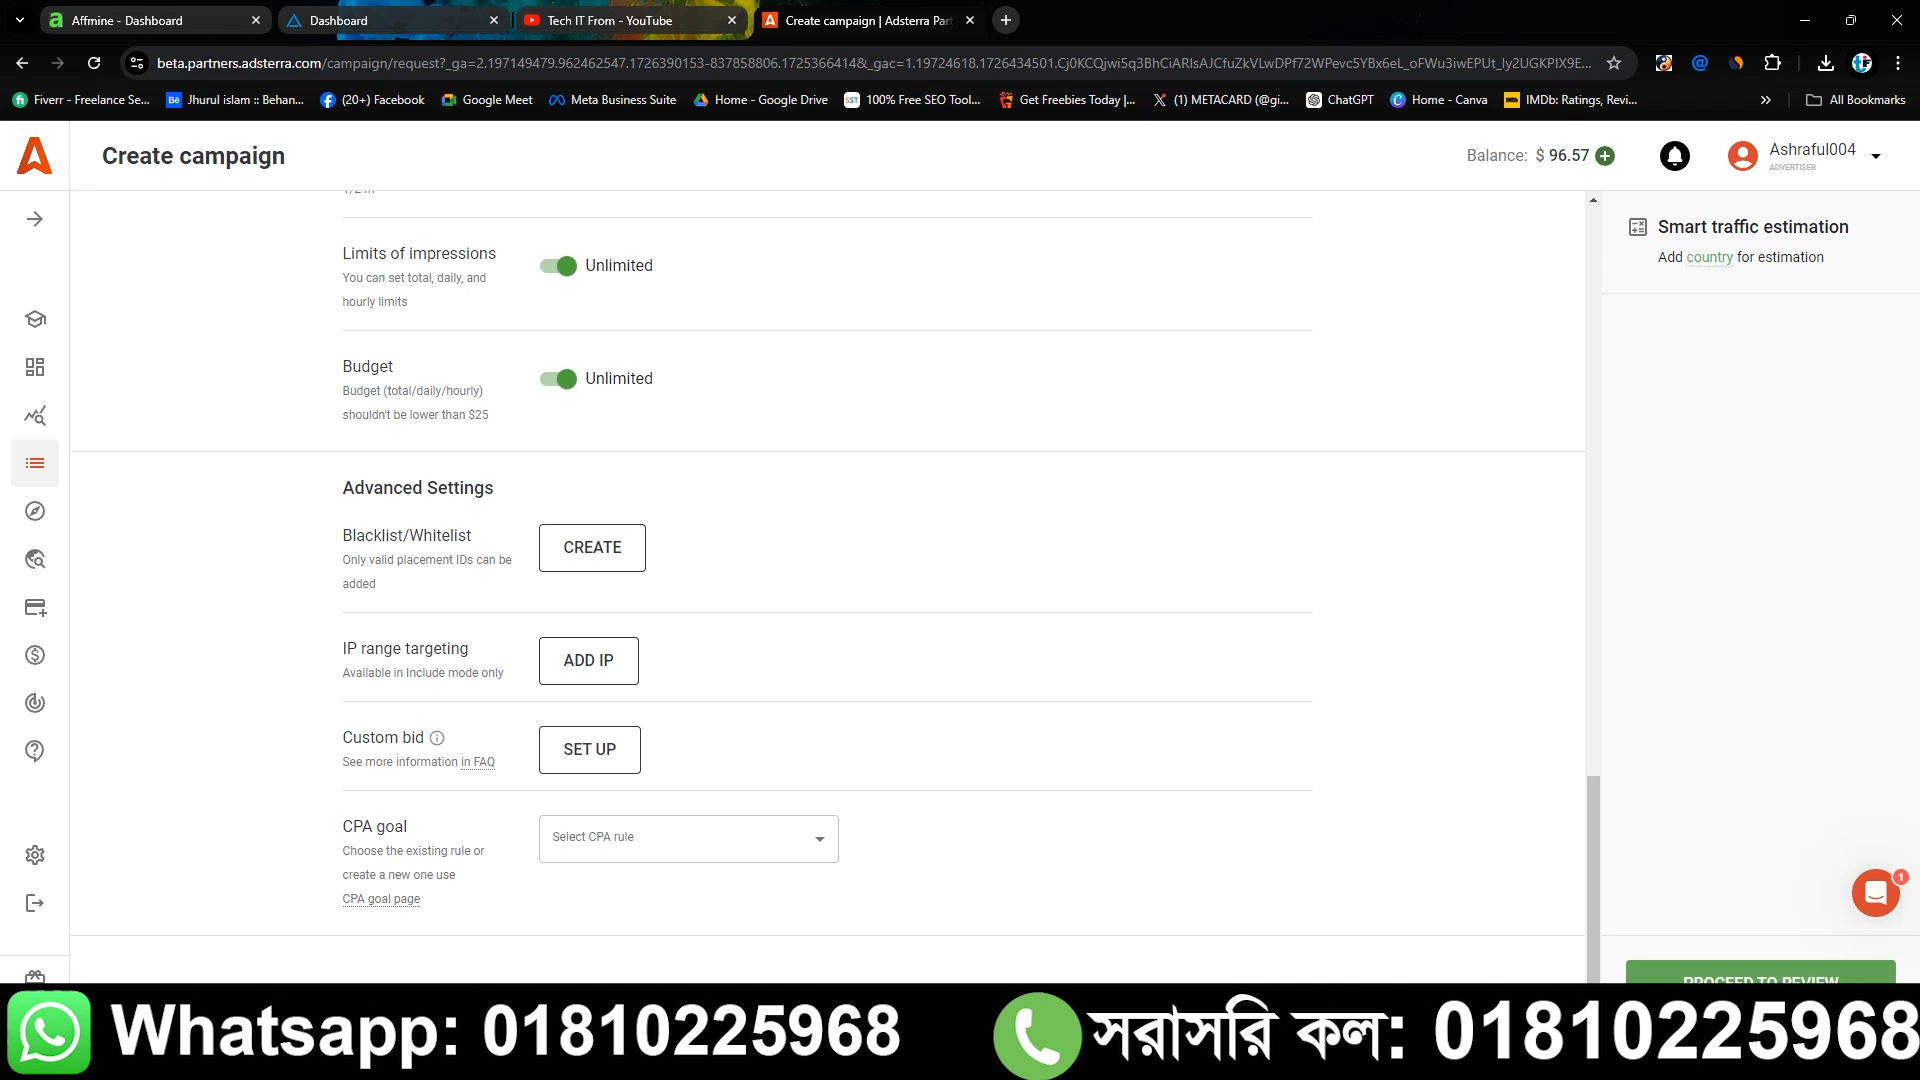 Affmine - Dashboard
Dashboard
Tech IT From - YouTube
Create campaign | Adsterra Par
beta.partners.adsterra.com/campaign/request?_ga=2.197149479.962462547.1726390153-837858806.1725366414&_gac=1.19724618.1726434501.Cj0KCQjwi5q3BhCiARIsAJCfuZkVLwDPf72WPevc5YBx6eL_oFWu3iwEPUt_Iy2UGKPIX9E...
Fiverr - Freelance Se...
Jhurul islam :: Behan...
(20+) Facebook
Google Meet
Meta Business Suite
Home - Google Drive
100% Free SEO Tool...
Get Freebies Today |...
(1) METACARD (@gi...
ChatGPT
Home - Canva
IMDb: Ratings, Revi...
All Bookmarks
Create campaign
Balance: $ 96.57
Ashraful004
ADVERTISER
Limits of impressions
You can set total, daily, and
hourly limits
Unlimited
Budget
Budget (total/daily/hourly)
shouldn't be lower than $25
Unlimited
Advanced Settings
Blacklist/Whitelist
Only valid placement IDs can be
added
CREATE
IP range targeting
Available in Include mode only
ADD IP
Custom bid
See more information in FAQ
SET UP
CPA goal
Choose the existing rule or
create a new one use
CPA goal page
Select CPA rule
Smart traffic estimation
Add country for estimation
1
PROCEED TO REVIEW
Whatsapp: 01810225968
সরাসরি কল: 01810225968